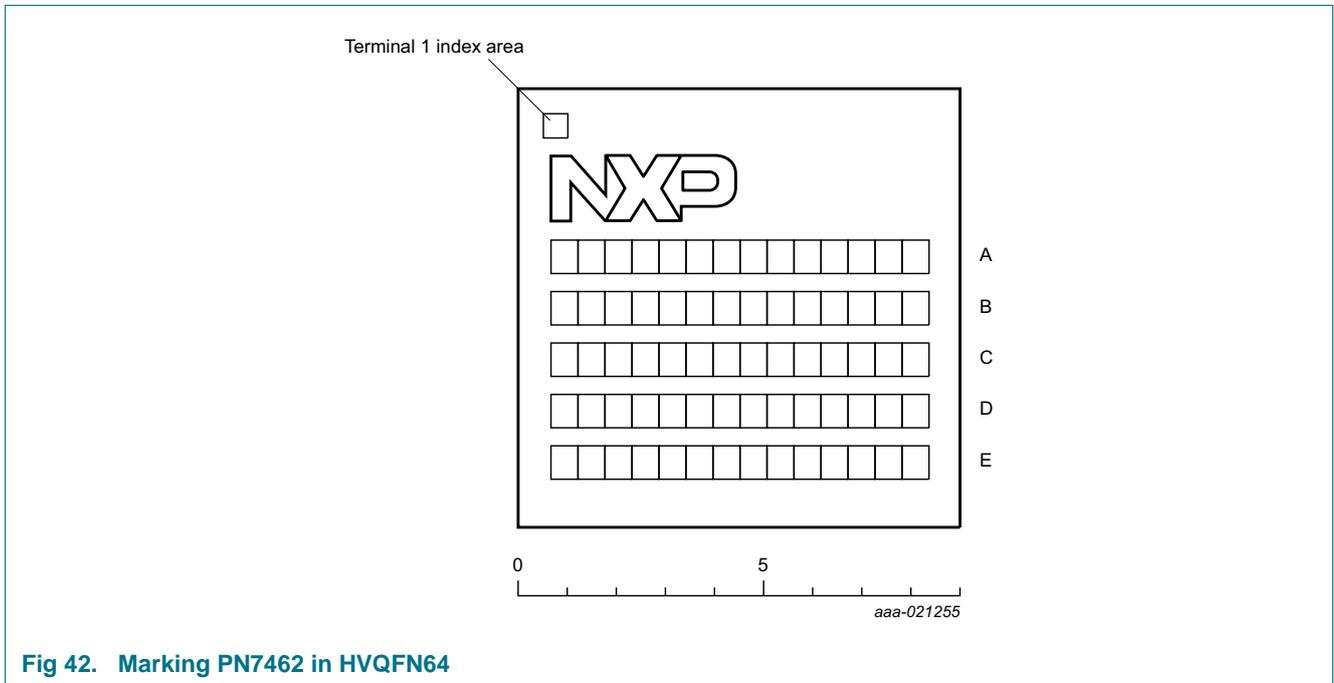 Terminal 1 index area
NXP
A
B
C
D
E
0 5
aaa-021255
Fig 42. Marking PN7462 in HVQFN64